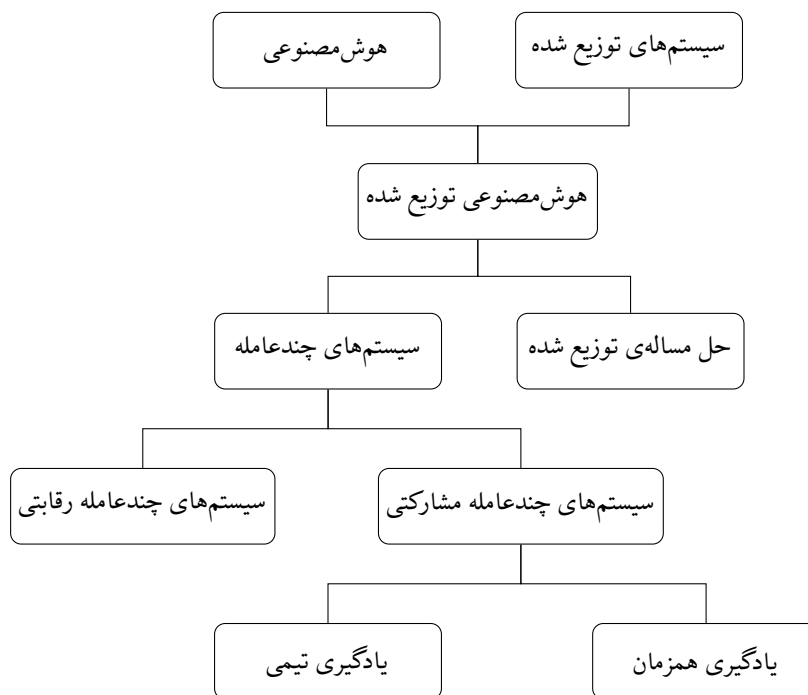 سیستم‌های توزیع شده
هوش‌مصنوعی
هوش‌مصنوعی توزیع شده
حل مساله‌ی توزیع شده
سیستم‌های چندعامله
سیستم‌های چندعامله مشارکتی
سیستم‌های چندعامله رقابتی
یادگیری همزمان
یادگیری تیمی